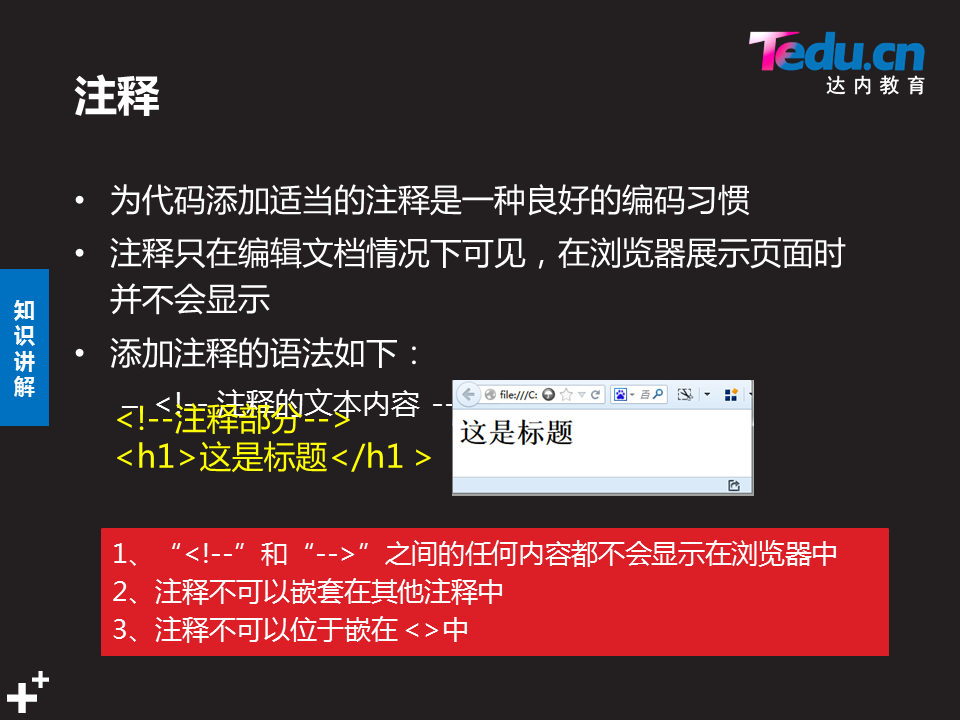 Tedu.cn
达内教育
注释
• 为代码添加适当的注释是一种良好的编码习惯
• 注释只在编辑文档情况下可见，在浏览器展示页面时
并不会显示
• 添加注释的语法如下：
– <!-- 注释的文本内容 --
<!--注释部分-->
<h1>这是标题</h1 >
file:///C:
百
这是标题
知识讲解
1、“<!--”和“-->”之间的任何内容都不会显示在浏览器中
2、注释不可以嵌套在其他注释中
3、注释不可以位于嵌在 <>中